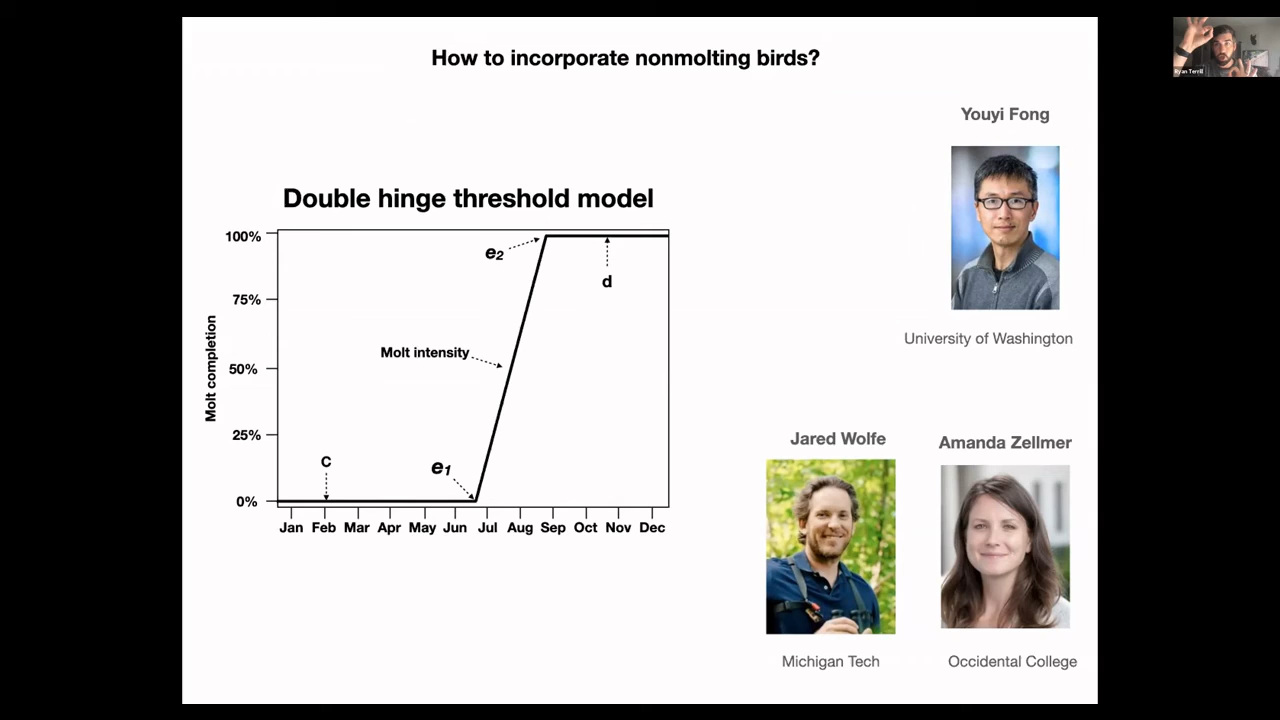 How to incorporate nonmolting birds?
Ryan Terrill
Youyi Fong
University of Washington
Double hinge threshold model
Molt completion
100%
75%
50%
25%
0%
e2
d
Molt intensity
C
e1
Jan Feb Mar Apr May Jun Jul Aug Sep Oct Nov Dec
Jared Wolfe
Amanda Zellmer
Michigan Tech
Occidental College